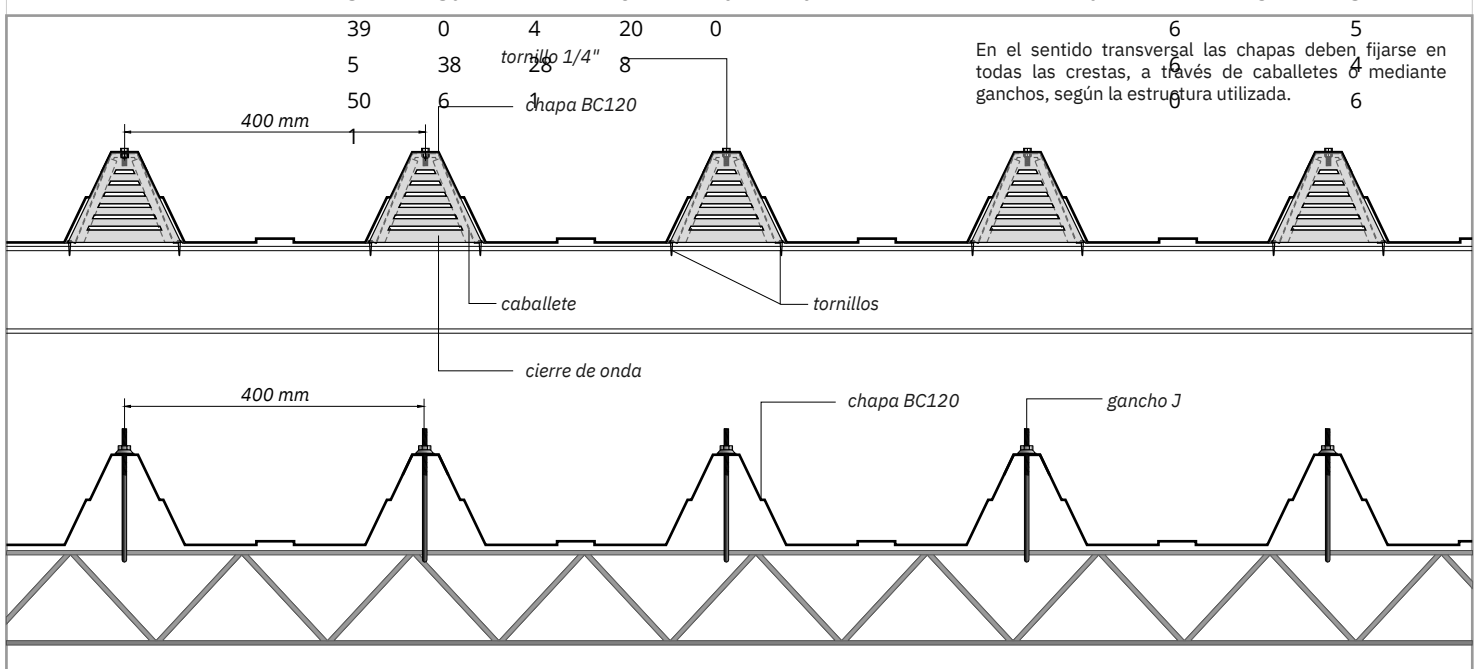 39 0 4 20 0 6 5
tornillo 1/4"
En el sentido transversal las chapas deben fijarse en
5 38 28 8 6 4
todas las crestas, a través de caballetes o mediante
50 6 1 0 6
chapa BC120
ganchos, según la estructura utilizada.
400 mm
1
caballete
tornillos
cierre de onda
400 mm
chapa BC120
gancho J